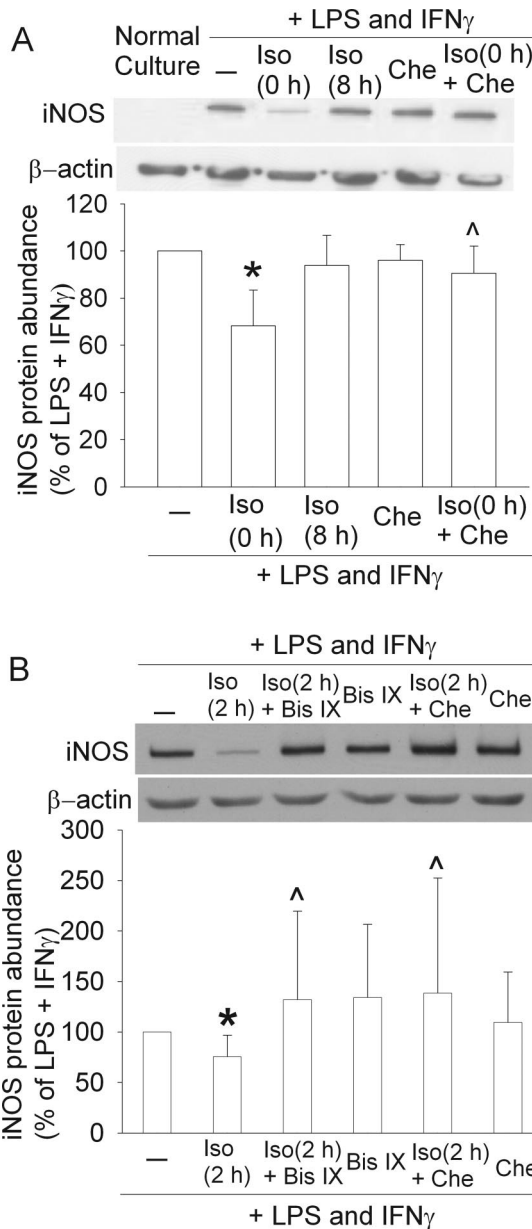 A
+ LPS and IFNγ
Normal Culture
– Iso (0 h) Iso (8 h) Che Iso(0 h) + Che
iNOS
β–actin
iNOS protein abundance
(% of LPS + IFNγ)
120
100
80
60
40
20
0
*
^
– Iso (0 h) Iso (8 h) Che Iso(0 h) + Che
+ LPS and IFNγ
B
+ LPS and IFNγ
– Iso (2 h) Iso(2 h) + Bis IX Bis IX Iso(2 h) + Che Che
iNOS
β–actin
iNOS protein abundance
(% of LPS + IFNγ)
300
250
200
150
100
50
0
*
^
^
– Iso (2 h) Iso(2 h) + Bis IX Bis IX Iso(2 h) + Che Che
+ LPS and IFNγ